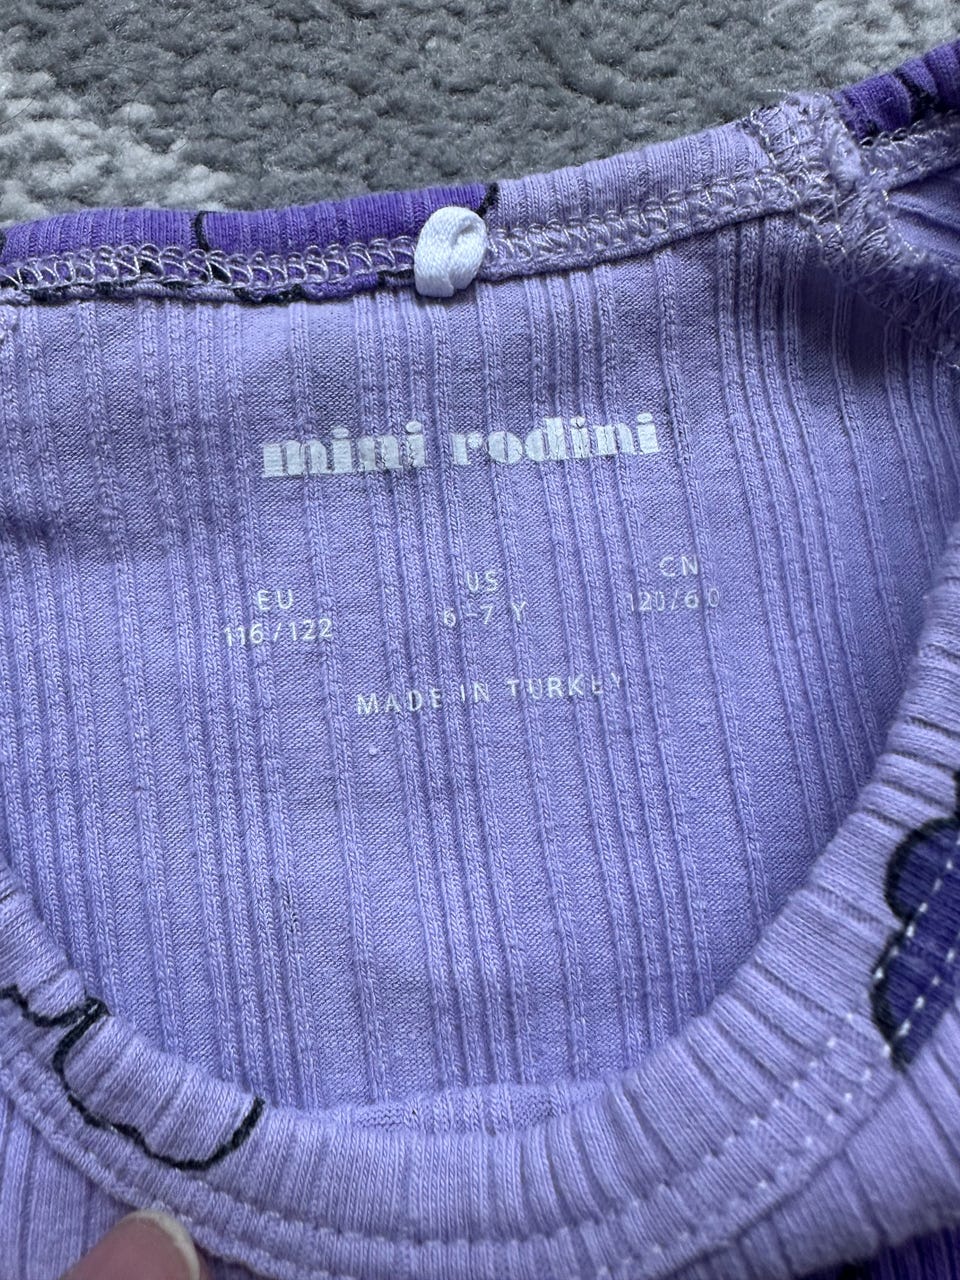 mini rodini
EU US CN
116/122 6-7 Y 120/60
MADE IN TURKEY